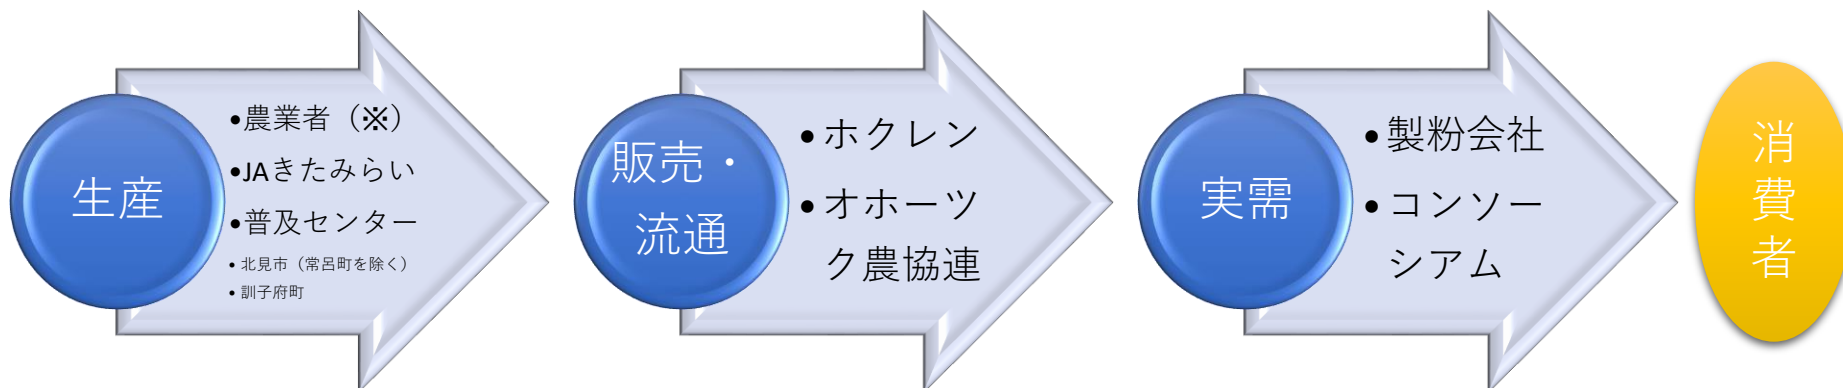 生産
•農業者（※）
•JAきたみらい
•普及センター
• 北見市（常呂町を除く）
• 訓子府町
販売・
流通
• ホクレン
• オホーツ
ク農協連
実需
• 製粉会社
• コンソー
シアム
消
費
者